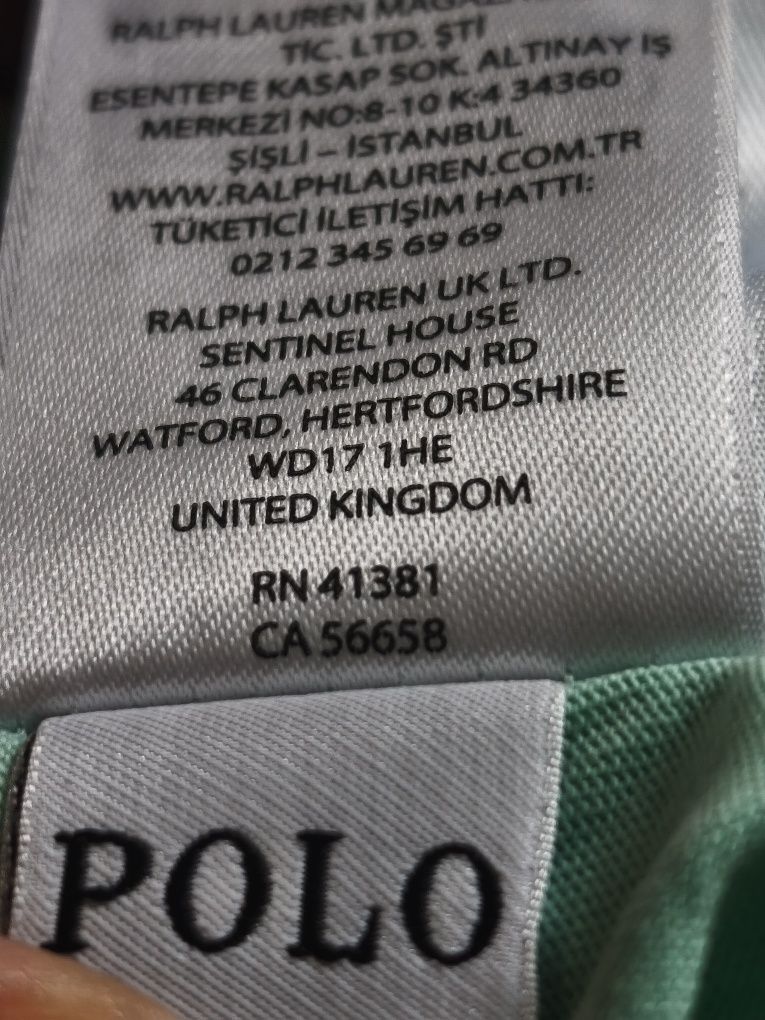 RALPH LAUREN
TİC. LTD. ŞTİ
ESENTEPE KASAP SOK. ALTINAY İŞ
MERKEZİ NO:8-10 K:4 34360
ŞİŞLİ – İSTANBUL
WWW.RALPHLAUREN.COM.TR
TÜKETİCİ İLETİŞİM HATTI:
0212 345 69 69
RALPH LAUREN UK LTD.
SENTINEL HOUSE
46 CLARENDON RD
WATFORD, HERTFORDSHIRE
WD17 1HE
UNITED KINGDOM
RN 41381
CA 56658
POLO